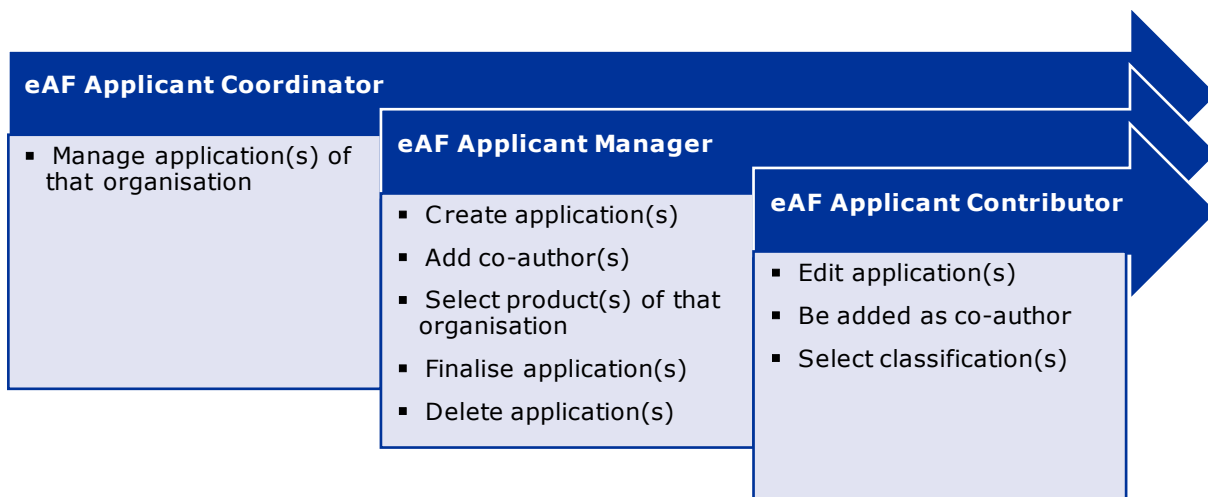 eAF Applicant Coordinator
▪ Manage application(s) of
that organisation
eAF Applicant Manager
▪ Create application(s)
▪ Add co-author(s)
▪ Select product(s) of that
organisation
▪ Finalise application(s)
▪ Delete application(s)
eAF Applicant Contributor
▪ Edit application(s)
▪ Be added as co-author
▪ Select classification(s)